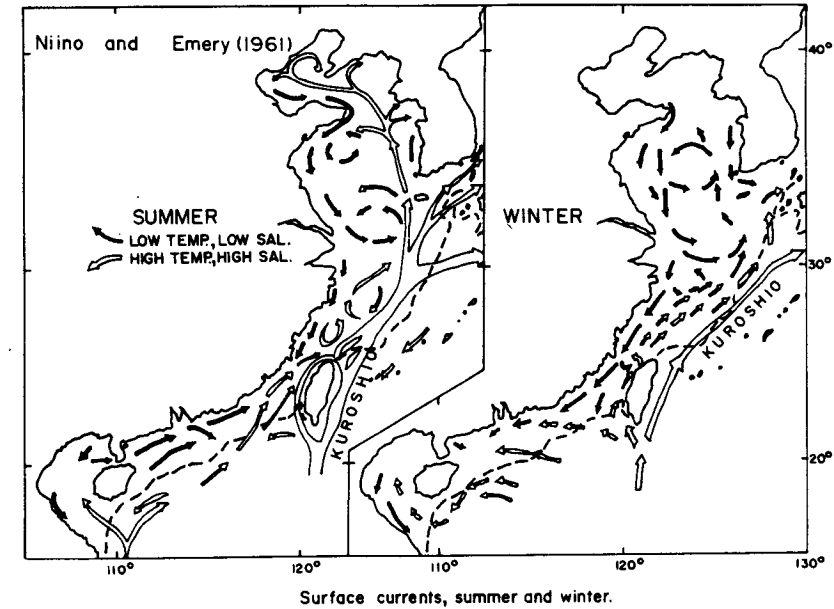 Niino and Emery (1961)
SUMMER
LOW TEMP., LOW SAL.
HIGH TEMP., HIGH SAL.
KUROSHIO
110°
120°
WINTER
KUROSHIO
40°
30°
20°
110°
120°
130°
Surface currents, summer and winter.